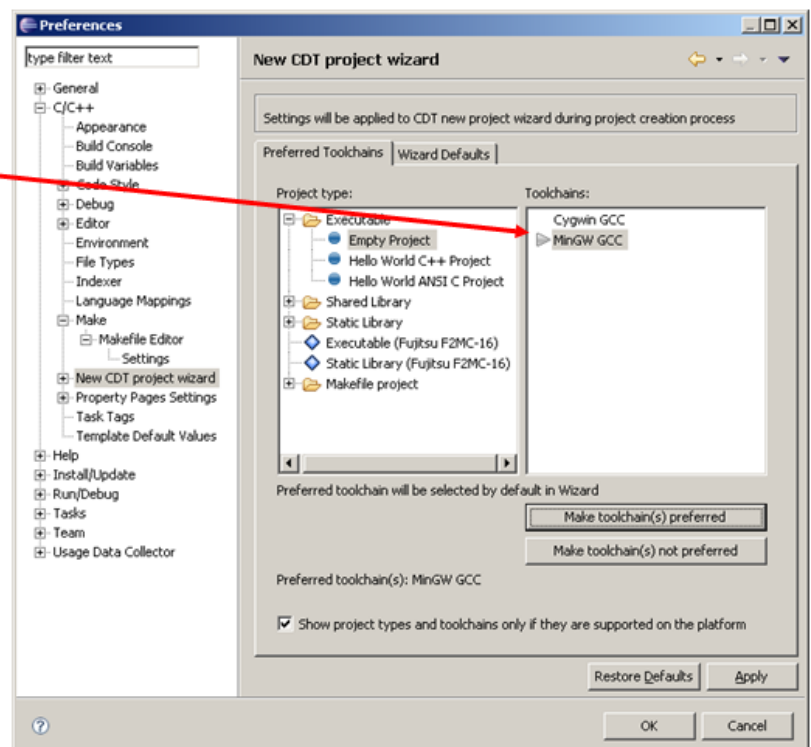 Preferences
type filter text
General
C/C++
Appearance
Build Console
Build Variables
Code Style
Debug
Editor
Environment
File Types
Indexer
Language Mappings
Make
Makefile Editor
Settings
New CDT project wizard
Property Pages Settings
Task Tags
Template Default Values
Help
Install/Update
Run/Debug
Tasks
Team
Usage Data Collector
New CDT project wizard
Settings will be applied to CDT new project wizard during project creation process
Preferred Toolchains
Wizard Defaults
Project type:
Executable
Empty Project
Hello World C++ Project
Hello World ANSI C Project
Shared Library
Static Library
Executable (Fujitsu F2MC-16)
Static Library (Fujitsu F2MC-16)
Makefile project
Toolchains:
Cygwin GCC
MinGW GCC
Preferred toolchain will be selected by default in Wizard
Make toolchain(s) preferred
Make toolchain(s) not preferred
Preferred toolchain(s): MinGW GCC
Show project types and toolchains only if they are supported on the platform
Restore Defaults
Apply
OK
Cancel